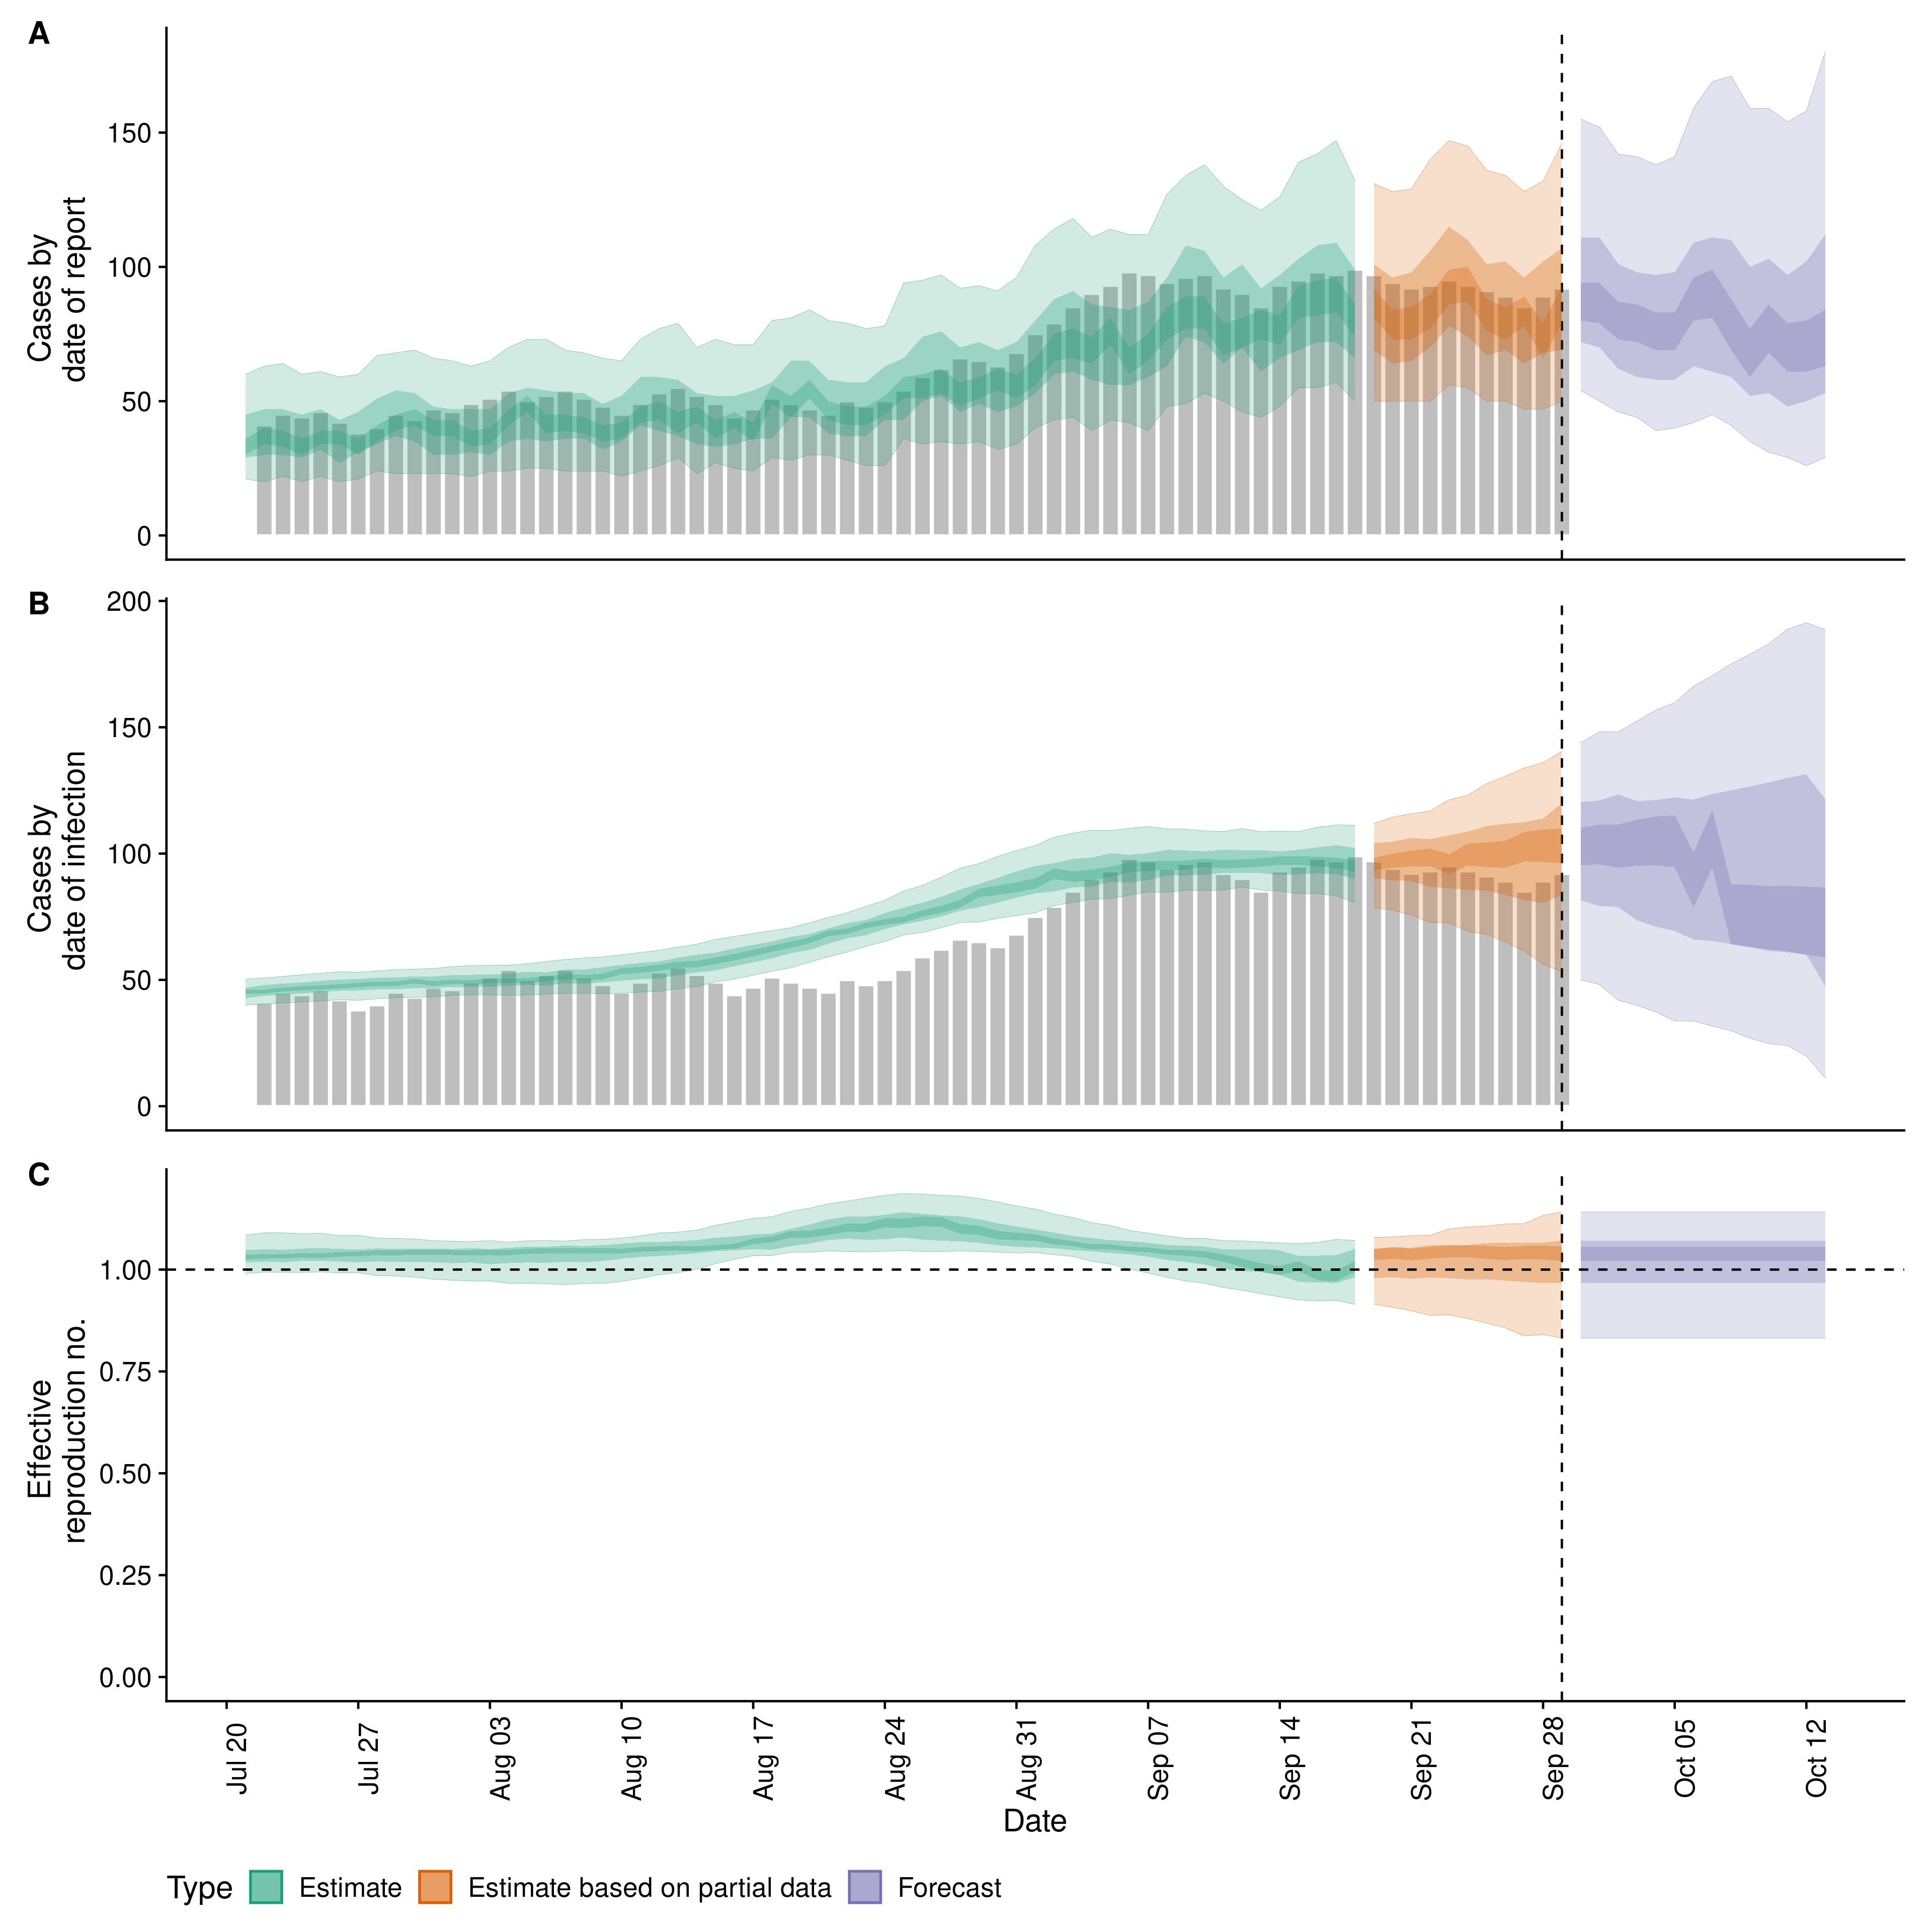 A
Cases by
date of report
150
100
50
0
B
Cases by
date of infection
200
150
100
50
0
C
Effective
reproduction no.
1.00
0.75
0.50
0.25
0.00
Jul 20
Jul 27
Aug 03
Aug 10
Aug 17
Aug 24
Aug 31
Sep 07
Sep 14
Sep 21
Sep 28
Oct 05
Oct 12
Date
Type Estimate Estimate based on partial data Forecast